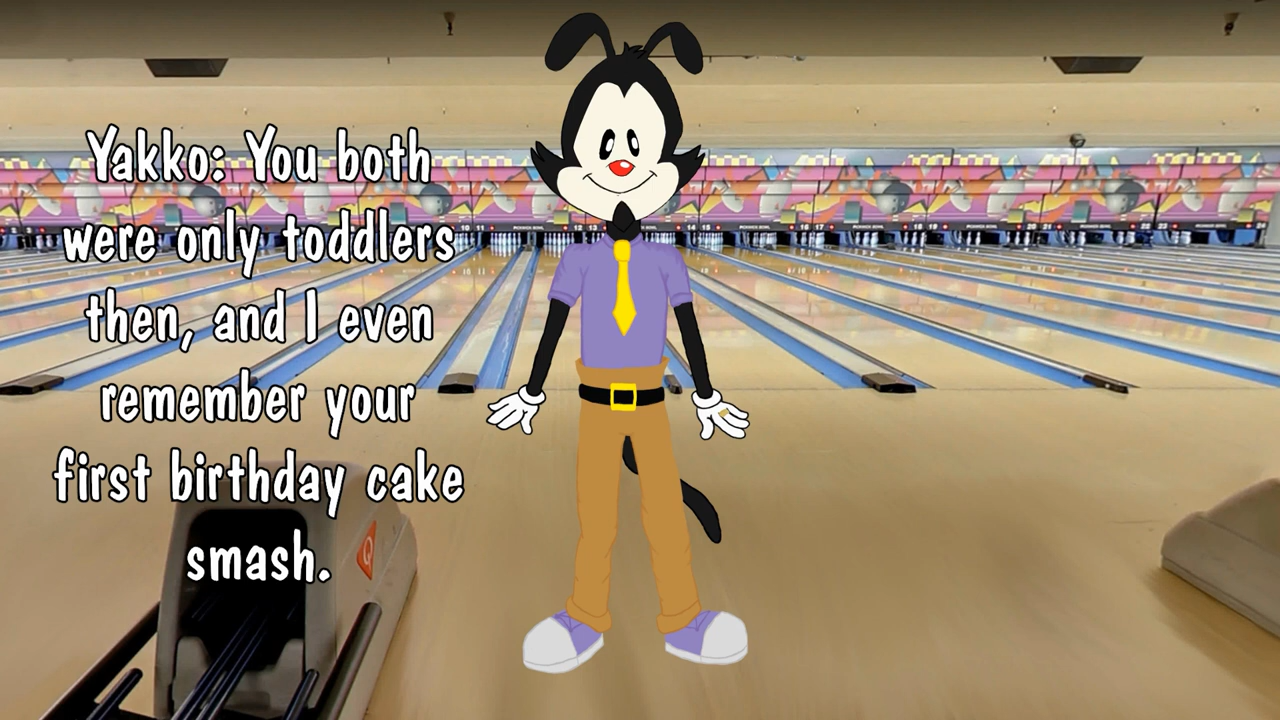 Yakko: You both
were only toddlers
then, and I even
remember your
first birthday cake
smash.
Q